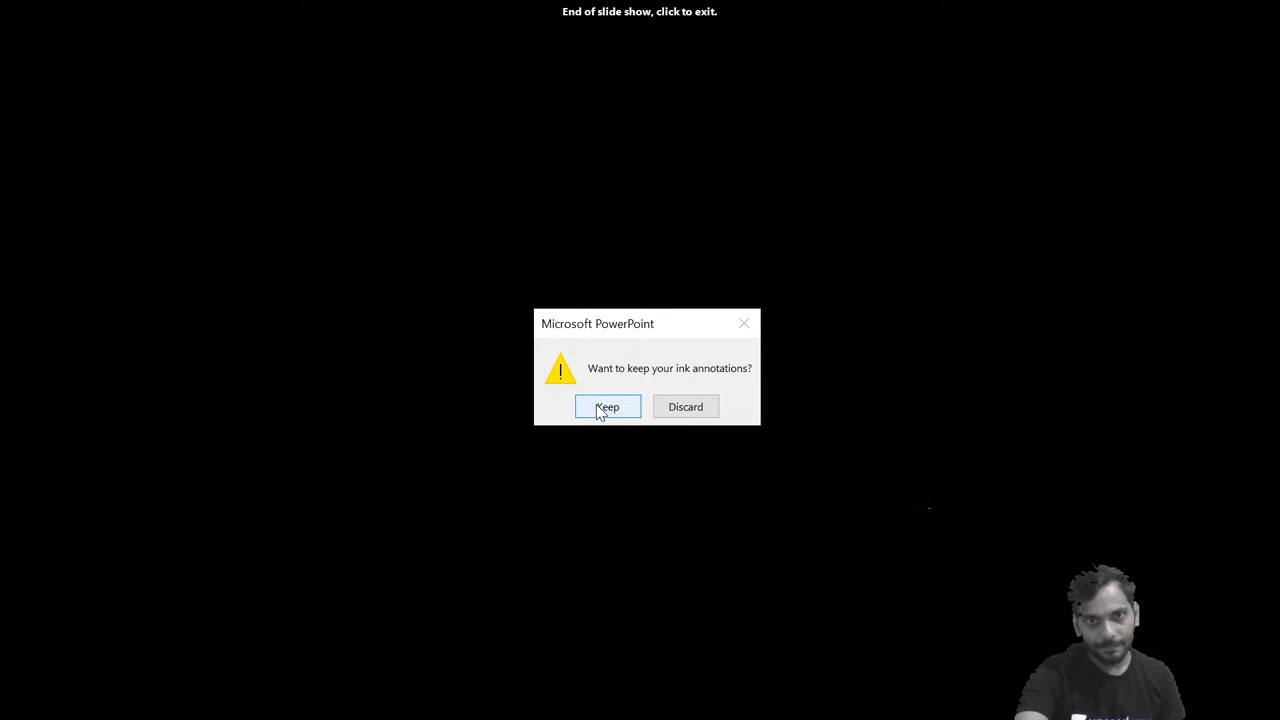 End of slide show, click to exit.
Microsoft PowerPoint
Want to keep your ink annotations?
Keep
Discard